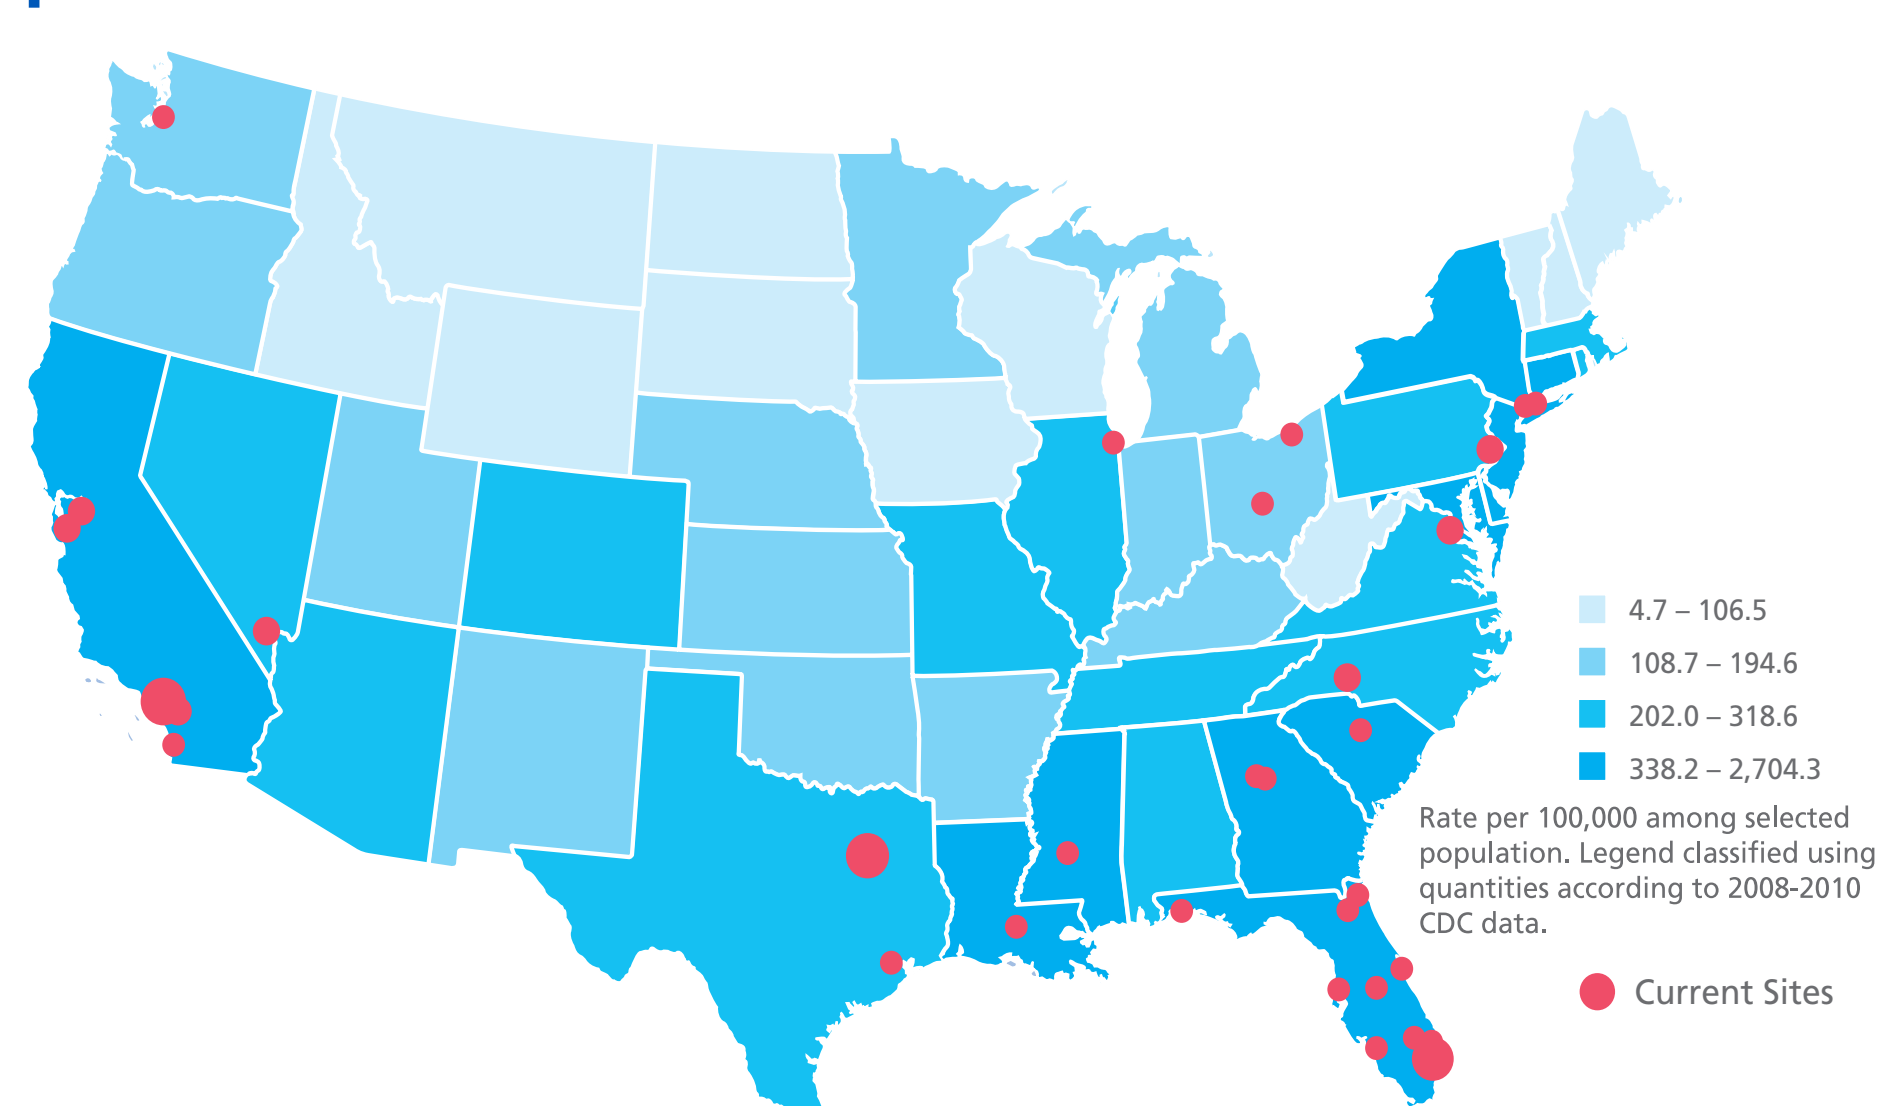 4.7 – 106.5
108.7 – 194.6
202.0 – 318.6
338.2 – 2,704.3
Rate per 100,000 among selected
population. Legend classified using
quantities according to 2008-2010
CDC data.
Current Sites